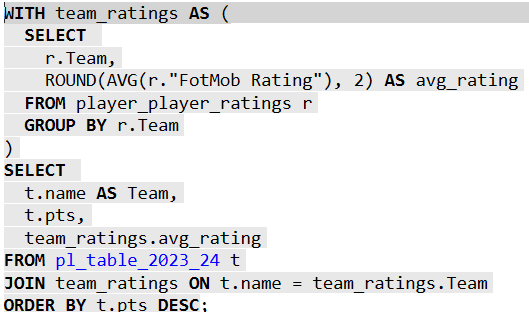 WITH team_ratings AS (
SELECT
r.Team,
ROUND(AVG(r."FotMob Rating"), 2) AS avg_rating
FROM player_player_ratings r
GROUP BY r.Team
)
SELECT
t.name AS Team,
t.pts,
team_ratings.avg_rating
FROM pl_table_2023_24 t
JOIN team_ratings ON t.name = team_ratings.Team
ORDER BY t.pts DESC;